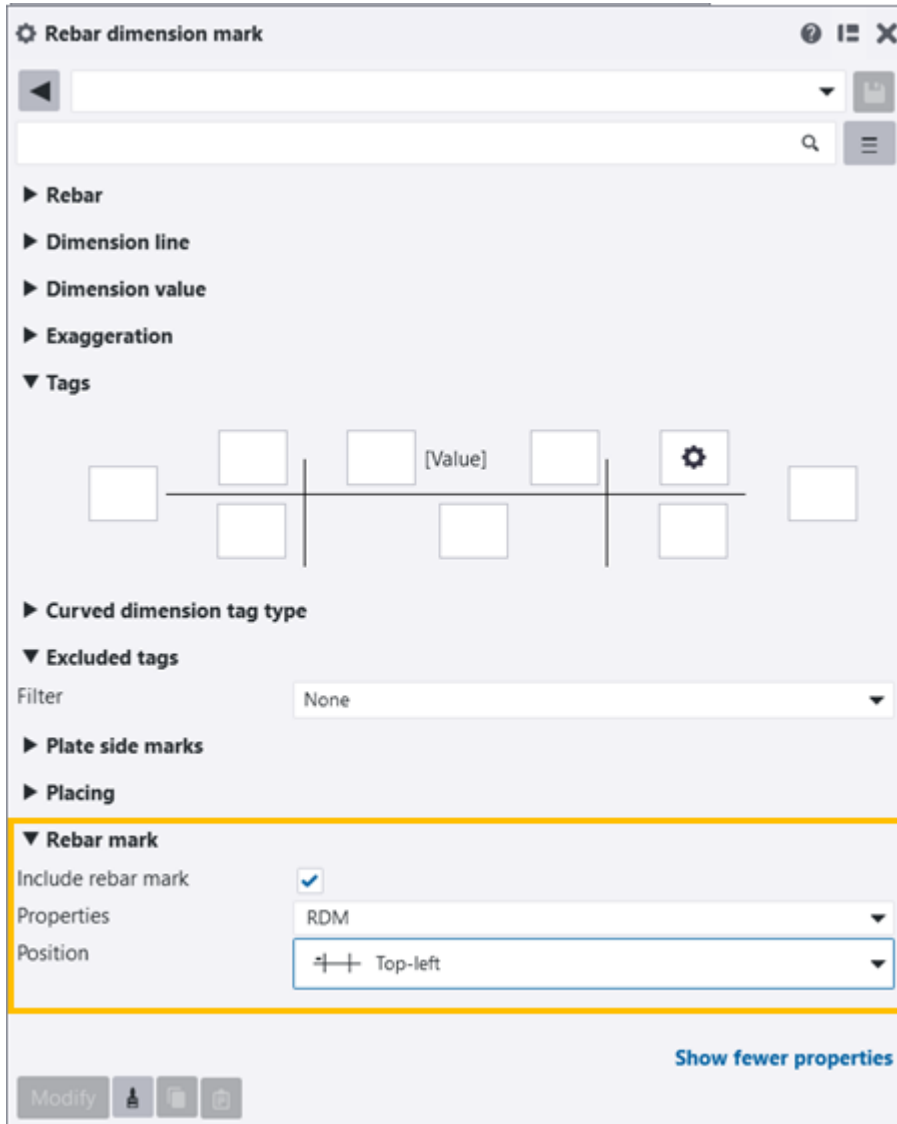 Rebar dimension mark
Rebar
Dimension line
Dimension value
Exaggeration
Tags
[Value]
Curved dimension tag type
Excluded tags
Filter None
Plate side marks
Placing
Rebar mark
Include rebar mark
Properties RDM
Position Top-left
Show fewer properties
Modify